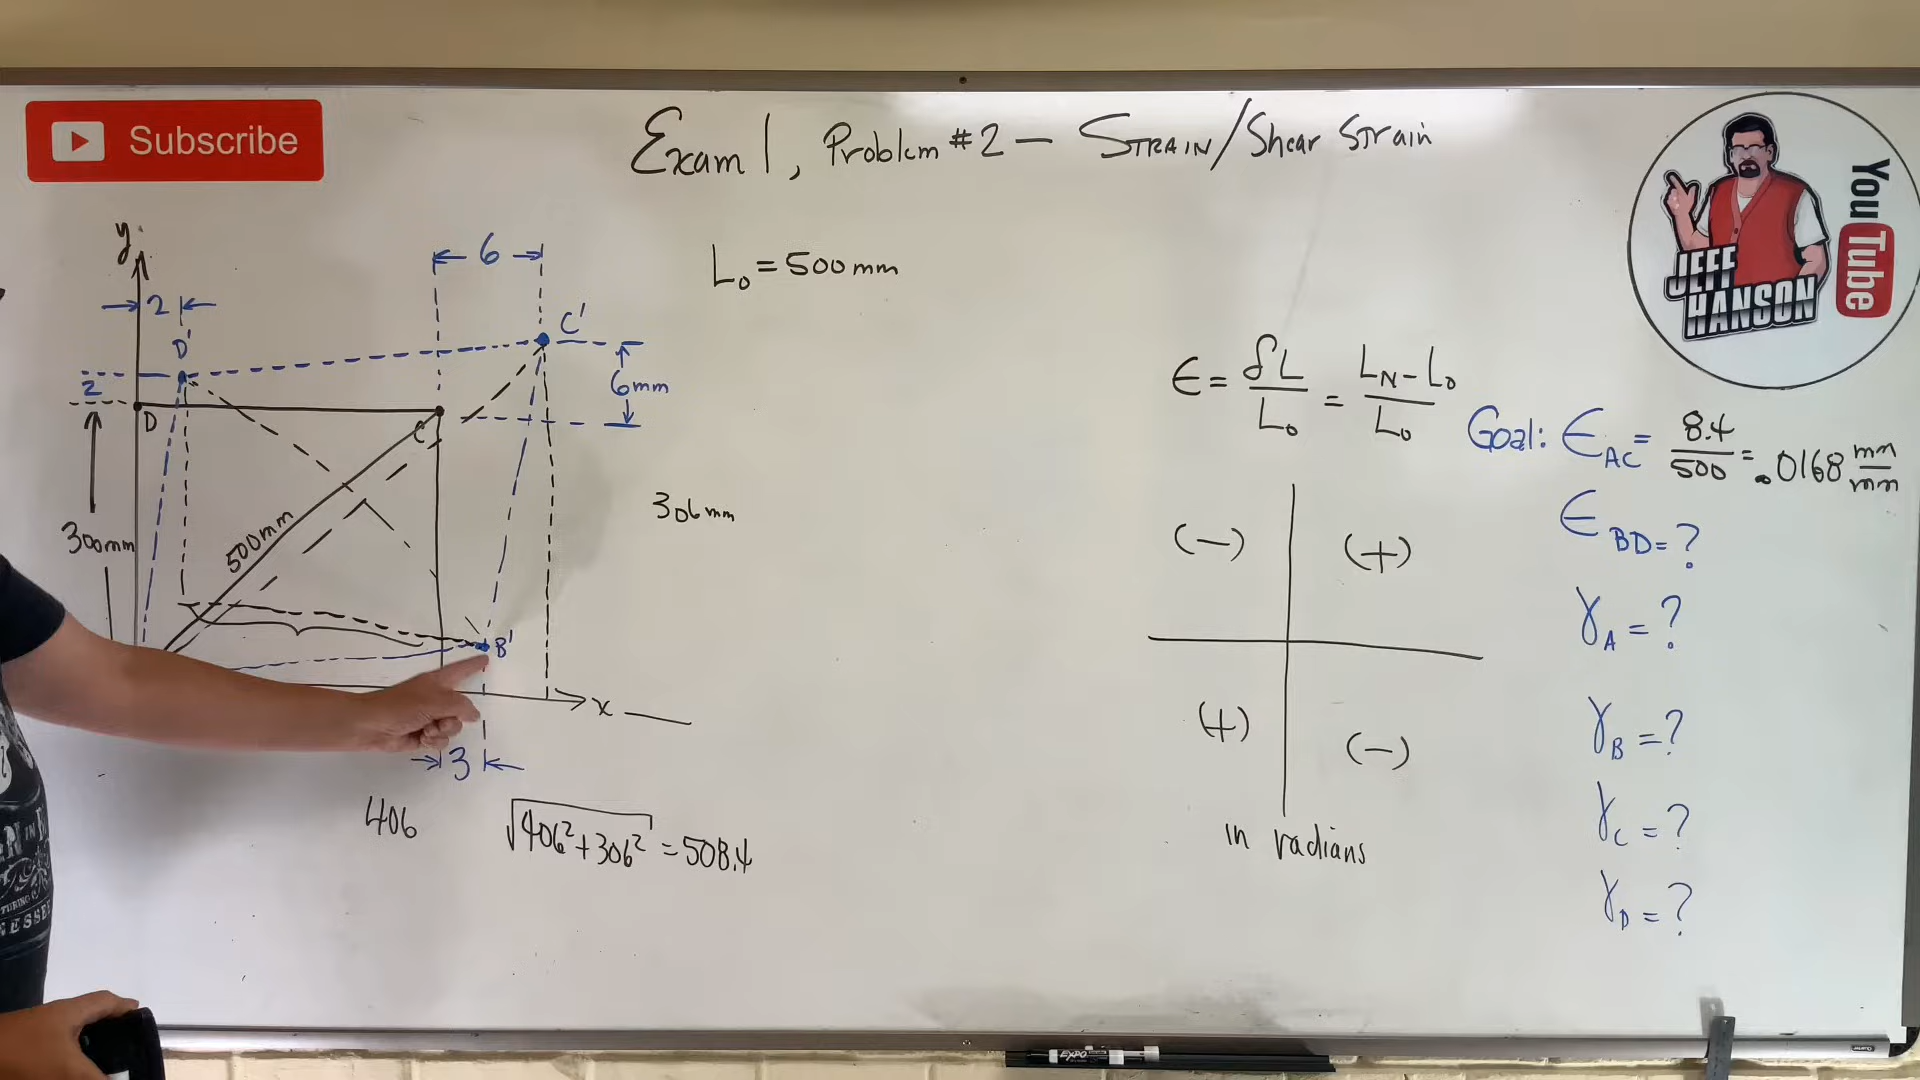 Subscribe
Exam 1, Problem #2 — STRAIN/Shear Strain
YouTube
JEFF
HANSON
y
6
L₀ = 500mm
2
C'
D'
2
6mm
D
C
ϵ = δL/L₀ = (L_N - L₀)/L₀
Goal: ϵ_AC = 8.4/500 = .0168 mm/mm
500mm
306mm
300mm
(-)
(+)
ϵ_BD = ?
γ_A = ?
B'
x
(+)
(-)
γ_B = ?
3
406
√(406² + 306²) = 508.4
in radians
γ_C = ?
γ_D = ?
EXPO